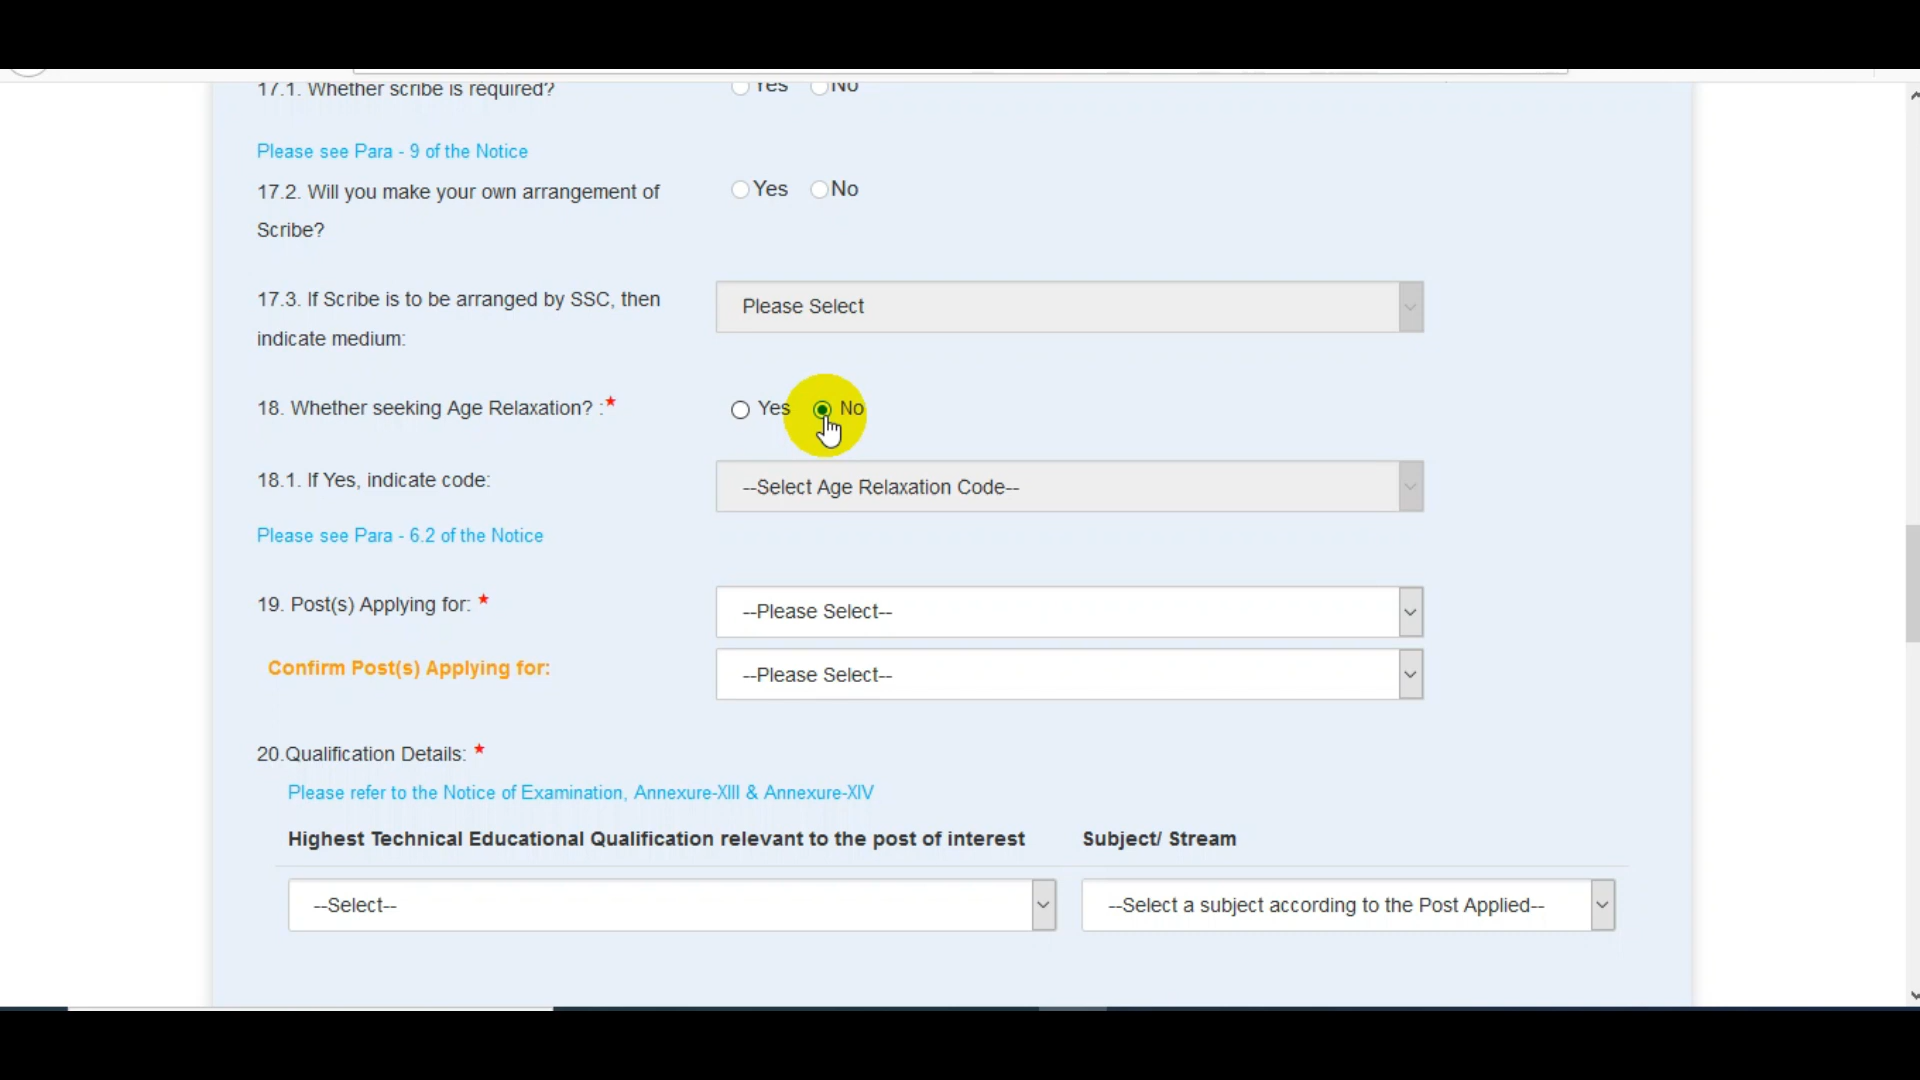 17.1. Whether scribe is required?
Yes No
Please see Para - 9 of the Notice
17.2. Will you make your own arrangement of
Scribe?
Yes No
17.3. If Scribe is to be arranged by SSC, then
indicate medium:
Please Select
18. Whether seeking Age Relaxation? :*
Yes No
18.1. If Yes, indicate code:
--Select Age Relaxation Code--
Please see Para - 6.2 of the Notice
19. Post(s) Applying for: *
--Please Select--
Confirm Post(s) Applying for:
--Please Select--
20.Qualification Details: *
Please refer to the Notice of Examination, Annexure-XIII & Annexure-XIV
Highest Technical Educational Qualification relevant to the post of interest
Subject/ Stream
--Select--
--Select a subject according to the Post Applied--